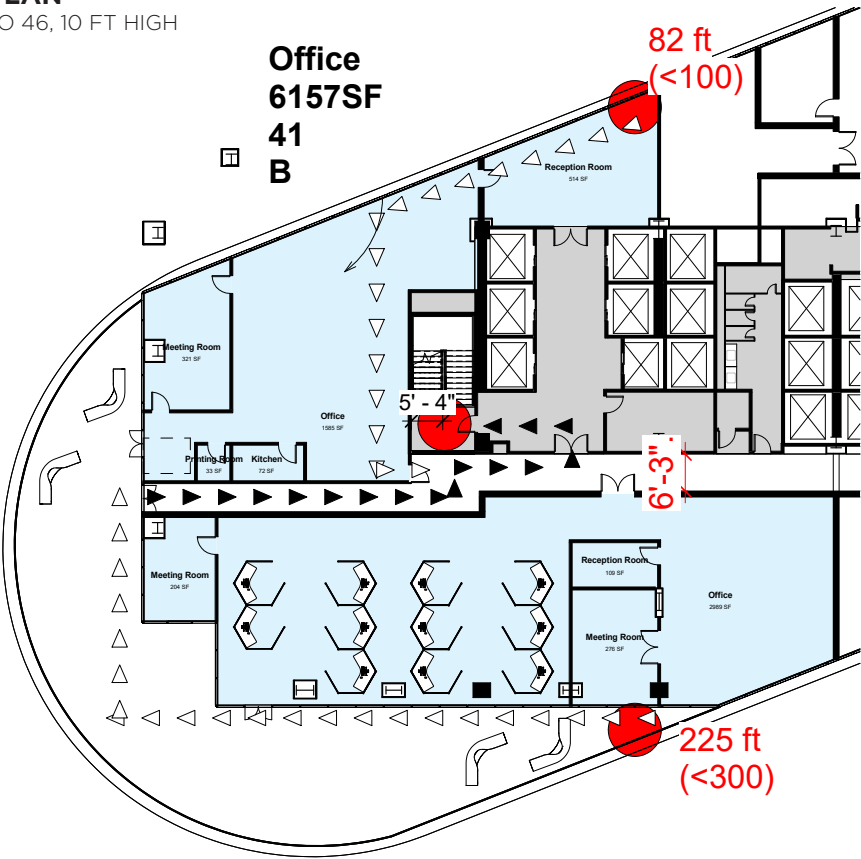 O 46, 10 FT HIGH
Office
6157SF
41
B
82 ft
(<100)
Reception Room
514 SF
Meeting Room
321 SF
5' - 4"
Office
1585 SF
Printing Room
33 SF
Kitchen
72 SF
6'-3".
Meeting Room
204 SF
Reception Room
109 SF
Office
2989 SF
Meeting Room
276 SF
225 ft
(<300)